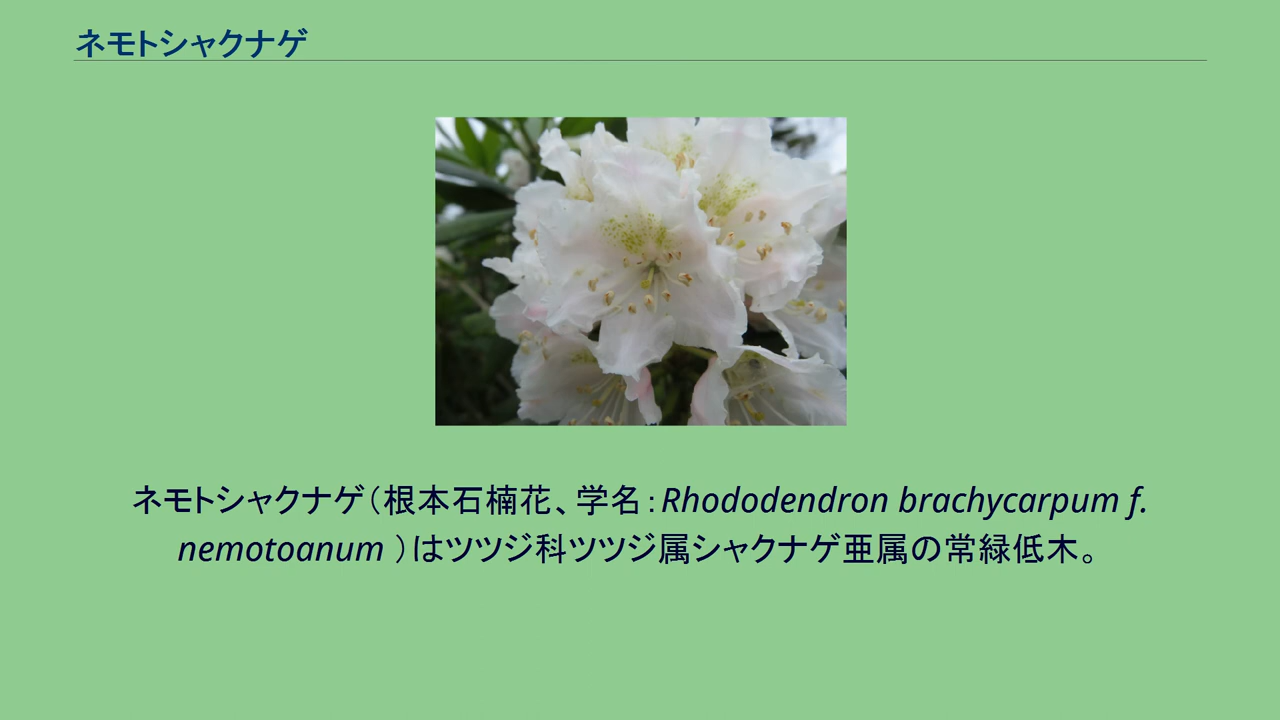 ネモトシャクナゲ
ネモトシャクナゲ（根本石楠花、学名：Rhododendron brachycarpum f.
nemotoanum ）はツツジ科ツツジ属シャクナゲ亜属の常緑低木。